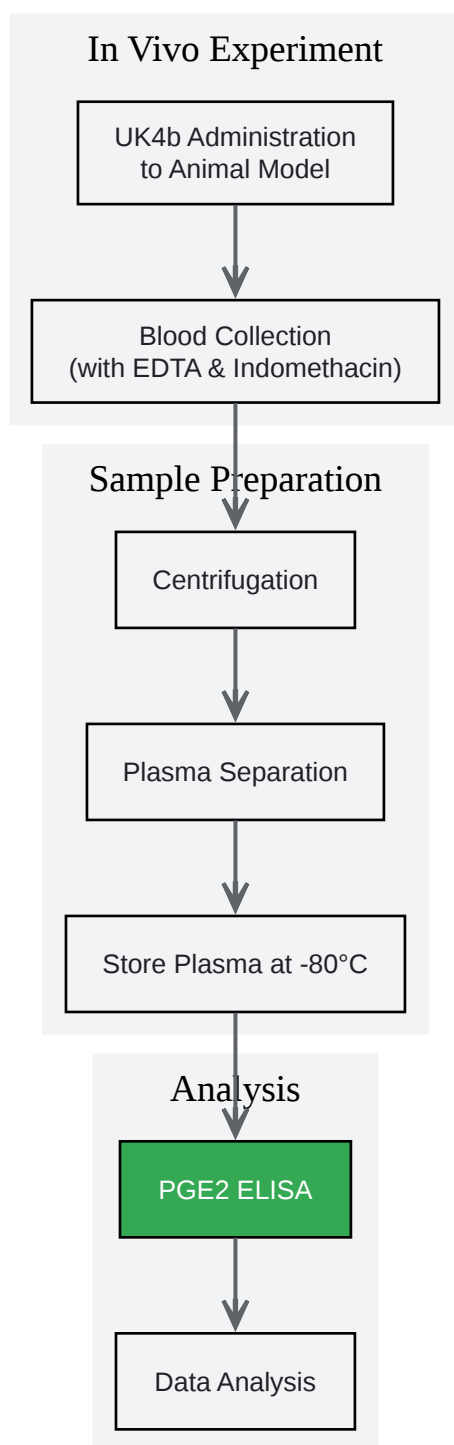 In Vivo Experiment
UK4b Administration
to Animal Model
Blood Collection
(with EDTA & Indomethacin)
Sample Preparation
Centrifugation
Plasma Separation
Store Plasma at -80°C
Analysis
PGE2 ELISA
Data Analysis